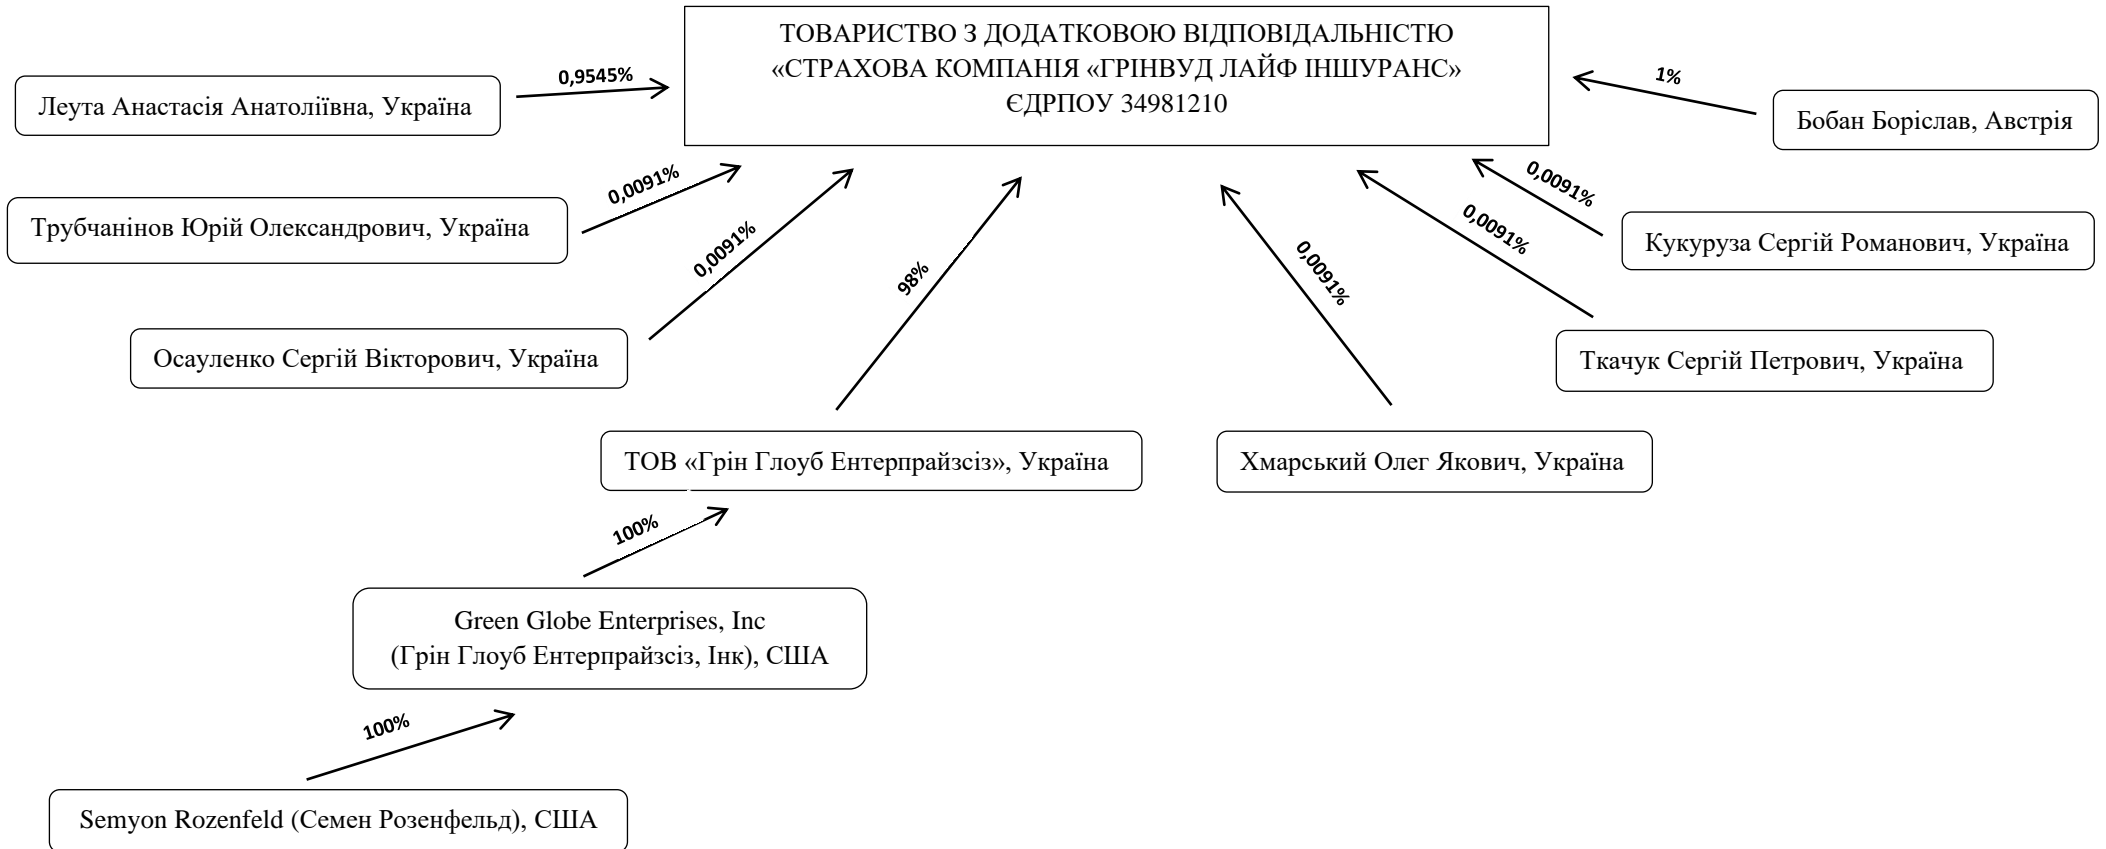 ТОВАРИСТВО З ДОДАТКОВОЮ ВІДПОВІДАЛЬНІСТЮ
«СТРАХОВА КОМПАНІЯ «ГРІНВУД ЛАЙФ ІНШУРАНС»
ЄДРПОУ 34981210
0,9545%
1%
Леута Анастасія Анатоліївна, Україна
Бобан Боріслав, Австрія
0,0091%
0,0091%
Трубчанінов Юрій Олександрович, Україна
Кукуруза Сергій Романович, Україна
0,0091%
98%
0,0091%
0,0091%
Осауленко Сергій Вікторович, Україна
Ткачук Сергій Петрович, Україна
ТОВ «Грін Глоуб Ентерпрайзсіз», Україна
Хмарський Олег Якович, Україна
100%
Green Globe Enterprises, Inc
(Грін Глоуб Ентерпрайзсіз, Інк), США
100%
Semyon Rozenfeld (Семен Розенфельд), США